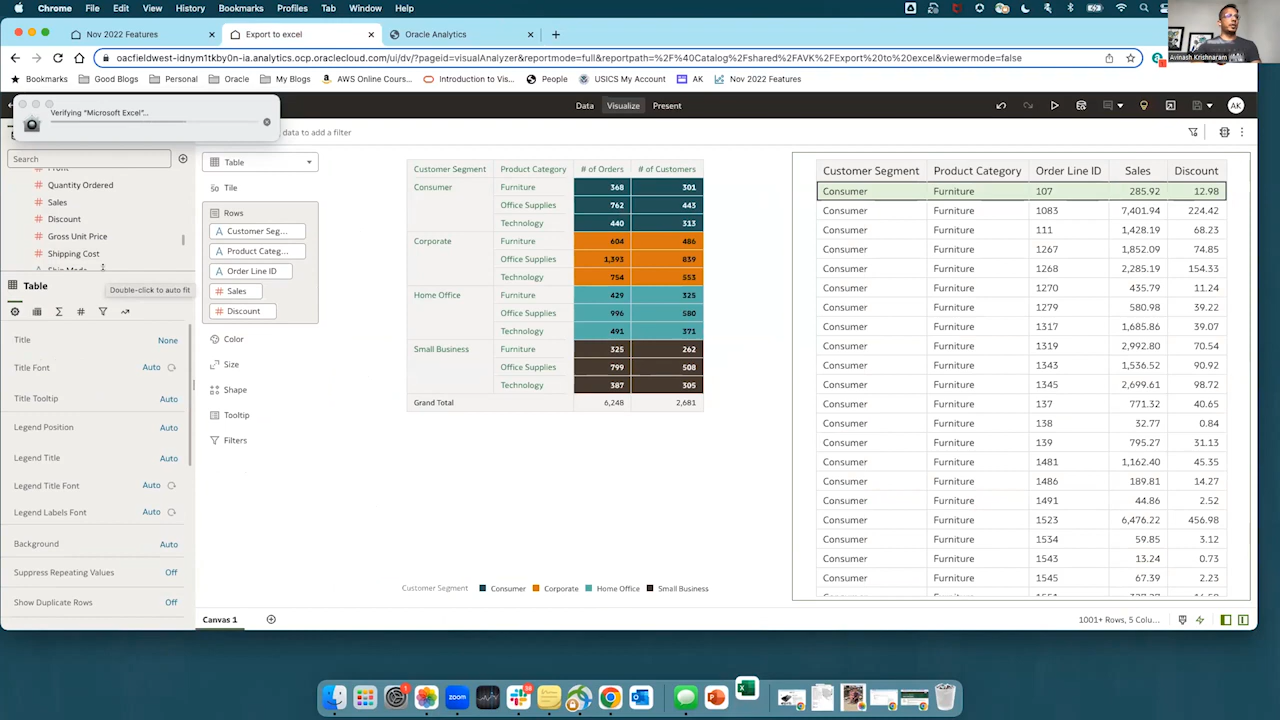 Chrome File Edit View History Bookmarks Profiles Tab Window Help
Nov 2022 Features
Export to excel
Oracle Analytics
oacfieldwest-idnym1tkby0n-ia.analytics.ocp.oraclecloud.com/ui/dv/?pageid=visualAnalyzer&reportmode=full&reportpath=%2F%40Catalog%2Fshared%2FAVK%2FExport%20to%20excel&viewermode=false
Avinash Krishnaram
Bookmarks Good Blogs Personal Oracle My Blogs AWS Online Cour... Introduction to Vis... People USICS My Account AK Nov 2022 Features
Verifying “Microsoft Excel”...
Data Visualize Present
AK
data to add a filter
Search
Quantity Ordered
Sales
Discount
Gross Unit Price
Shipping Cost
Table
Double-click to auto fit
Title None
Title Font Auto
Title Tooltip Auto
Legend Position Auto
Legend Title Auto
Legend Title Font Auto
Legend Labels Font Auto
Background Auto
Suppress Repeating Values Off
Show Duplicate Rows Off
Table
Tile
Rows
Customer Seg...
Product Categ...
Order Line ID
Sales
Discount
Color
Size
Shape
Tooltip
Filters
Customer Segment Product Category # of Orders # of Customers
Consumer Furniture 368 301
Office Supplies 762 443
Technology 440 313
Corporate Furniture 604 486
Office Supplies 1,393 839
Technology 754 553
Home Office Furniture 429 325
Office Supplies 996 580
Technology 491 371
Small Business Furniture 325 262
Office Supplies 799 508
Technology 387 305
Grand Total 6,248 2,681
Customer Segment Consumer Corporate Home Office Small Business
Customer Segment Product Category Order Line ID Sales Discount
Consumer Furniture 107 285.92 12.98
Consumer Furniture 1083 7,401.94 224.42
Consumer Furniture 111 1,428.19 68.23
Consumer Furniture 1267 1,852.09 74.85
Consumer Furniture 1268 2,285.19 154.33
Consumer Furniture 1270 435.79 11.24
Consumer Furniture 1279 580.98 39.22
Consumer Furniture 1317 1,685.86 39.07
Consumer Furniture 1319 2,992.80 70.54
Consumer Furniture 1343 1,536.52 90.92
Consumer Furniture 1345 2,699.61 98.72
Consumer Furniture 137 771.32 40.65
Consumer Furniture 138 32.77 0.84
Consumer Furniture 139 795.27 31.13
Consumer Furniture 1481 1,162.40 45.35
Consumer Furniture 1486 189.81 14.27
Consumer Furniture 1491 44.86 2.52
Consumer Furniture 1523 6,476.22 456.98
Consumer Furniture 1534 59.85 3.12
Consumer Furniture 1543 13.24 0.73
Consumer Furniture 1545 67.39 2.23
Canvas 1
1001+ Rows, 5 Colu...